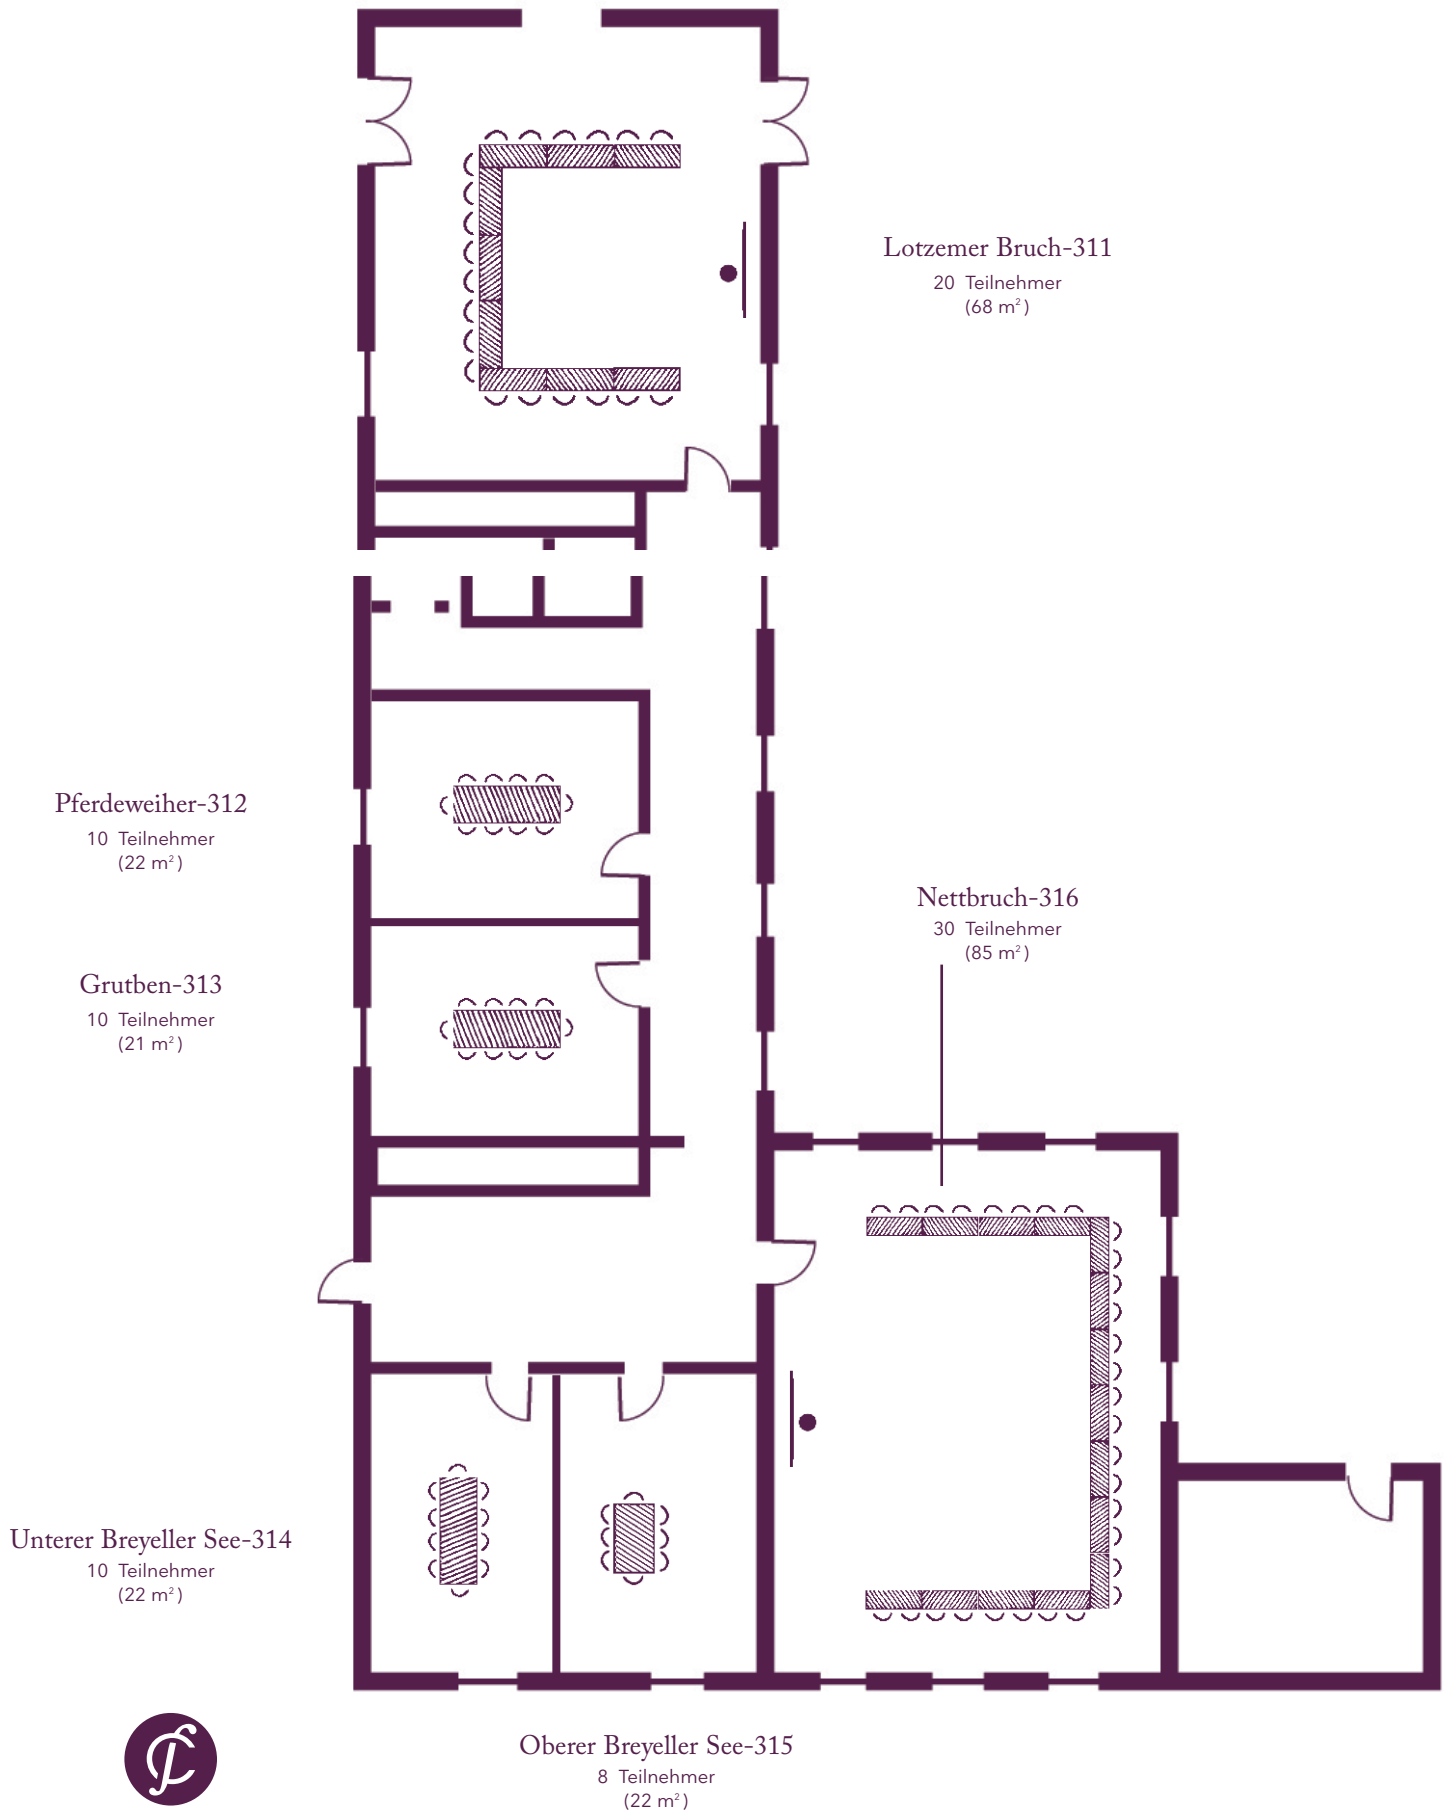 Lotzemer Bruch-311
20 Teilnehmer
(68 m²)
Pferdeweiher-312
10 Teilnehmer
(22 m²)
Nettbruch-316
30 Teilnehmer
(85 m²)
Grutben-313
10 Teilnehmer
(21 m²)
Unterer Breyeller See-314
10 Teilnehmer
(22 m²)
Oberer Breyeller See-315
8 Teilnehmer
(22 m²)